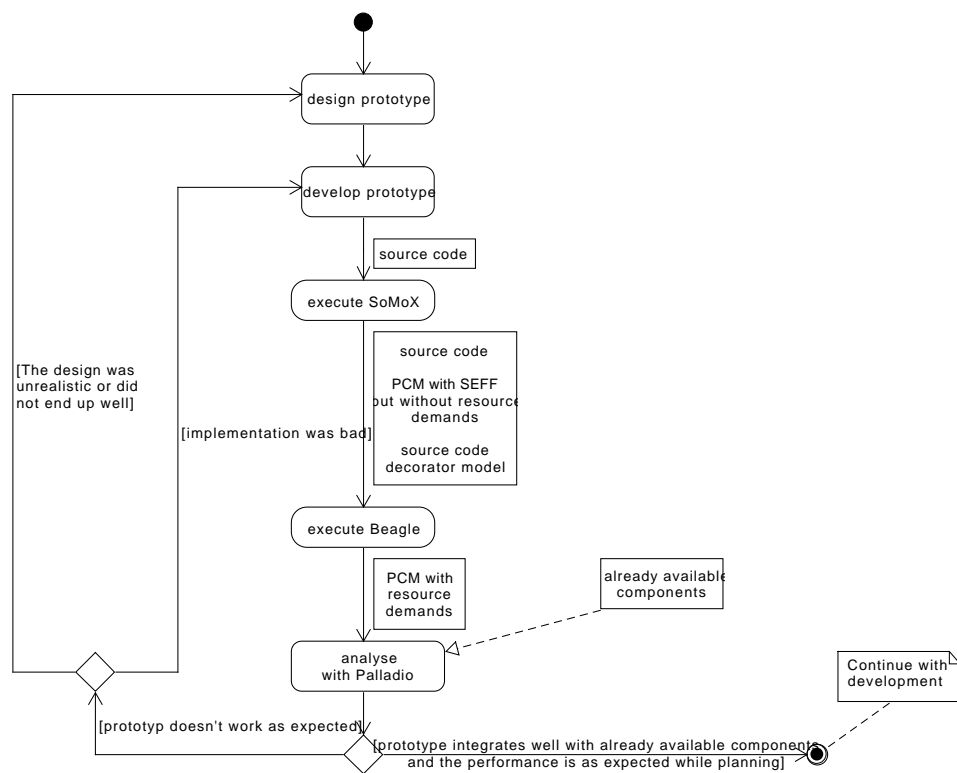 design prototype
develop prototype
source code
execute SoMoX
source code
PCM with SEFF
but without resource
demands
source code
decorator model
[The design was
unrealistic or did
not end up well]
[implementation was bad]
execute Beagle
PCM with
resource
demands
already available
components
analyse
with Palladio
Continue with
development
[prototyp doesn't work as expected]
[prototype integrates well with already available components
and the performance is as expected while planning]